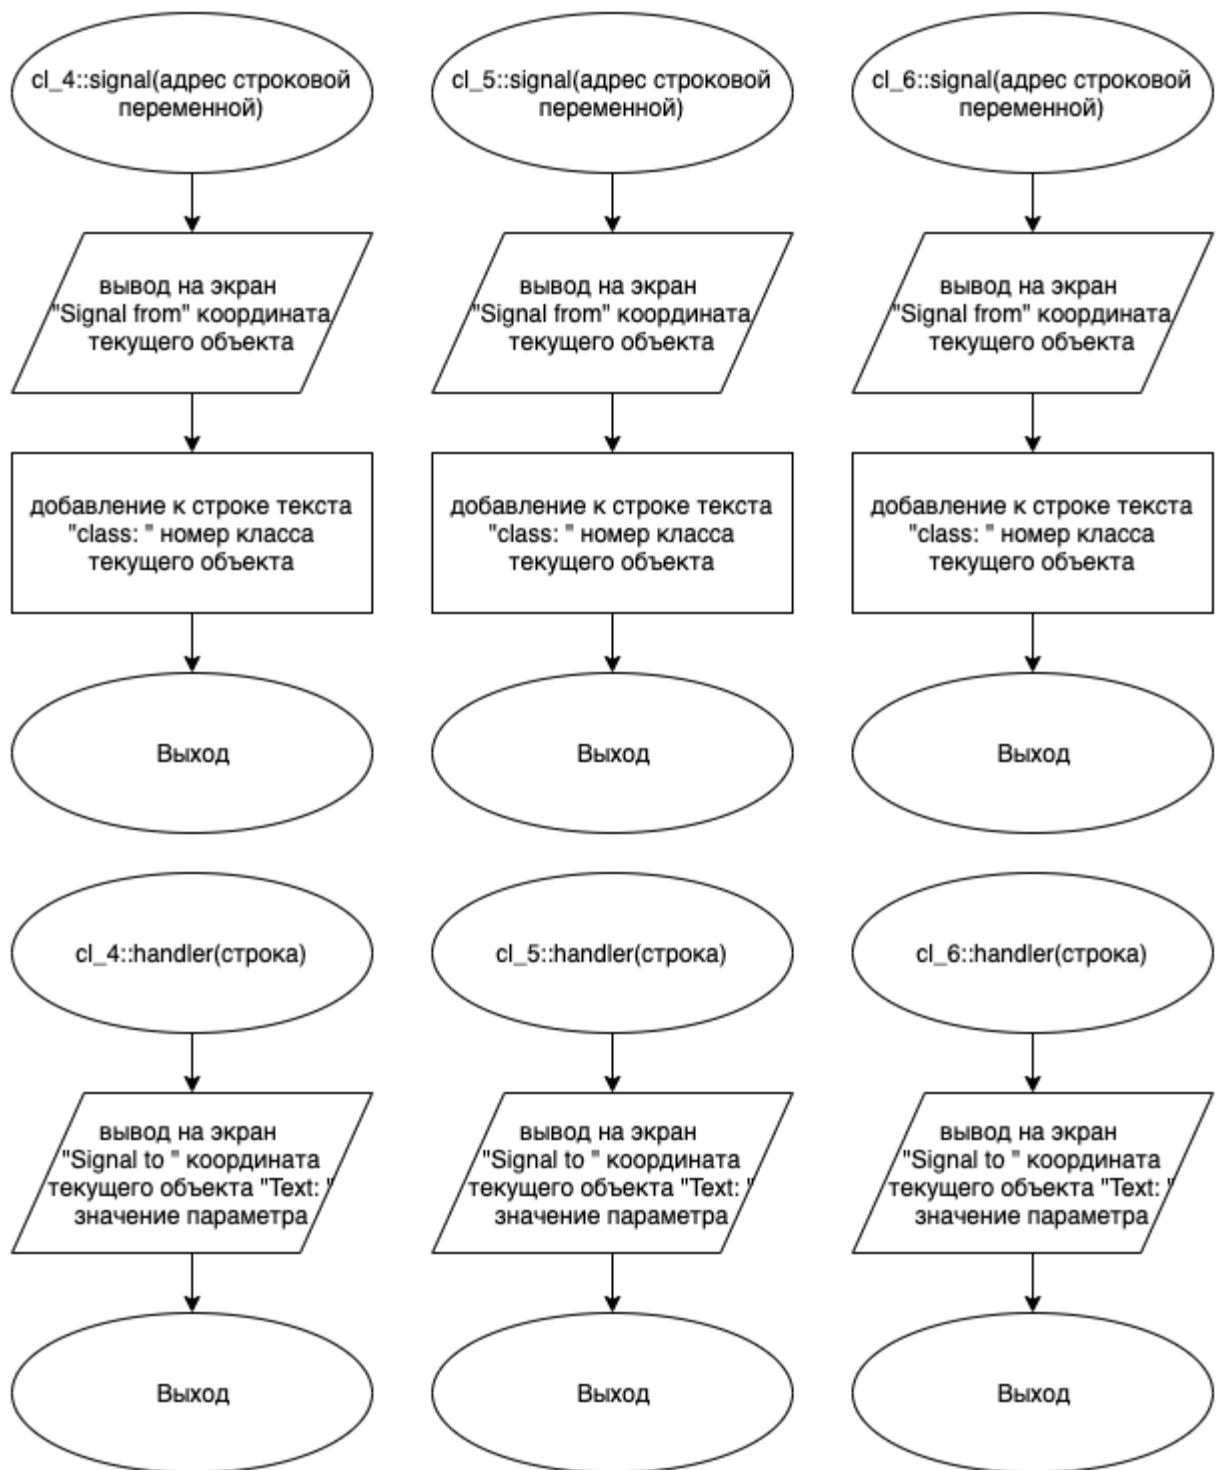 cl_4::signal(адрес строковой
переменной)
cl_5::signal(адрес строковой
переменной)
cl_6::signal(адрес строковой
переменной)
вывод на экран
"Signal from" координата
текущего объекта
вывод на экран
"Signal from" координата
текущего объекта
вывод на экран
"Signal from" координата
текущего объекта
добавление к строке текста
"class: " номер класса
текущего объекта
добавление к строке текста
"class: " номер класса
текущего объекта
добавление к строке текста
"class: " номер класса
текущего объекта
Выход
Выход
Выход
cl_4::handler(строка)
cl_5::handler(строка)
cl_6::handler(строка)
вывод на экран
"Signal to " координата
текущего объекта "Text: "
значение параметра
вывод на экран
"Signal to " координата
текущего объекта "Text: "
значение параметра
вывод на экран
"Signal to " координата
текущего объекта "Text: "
значение параметра
Выход
Выход
Выход